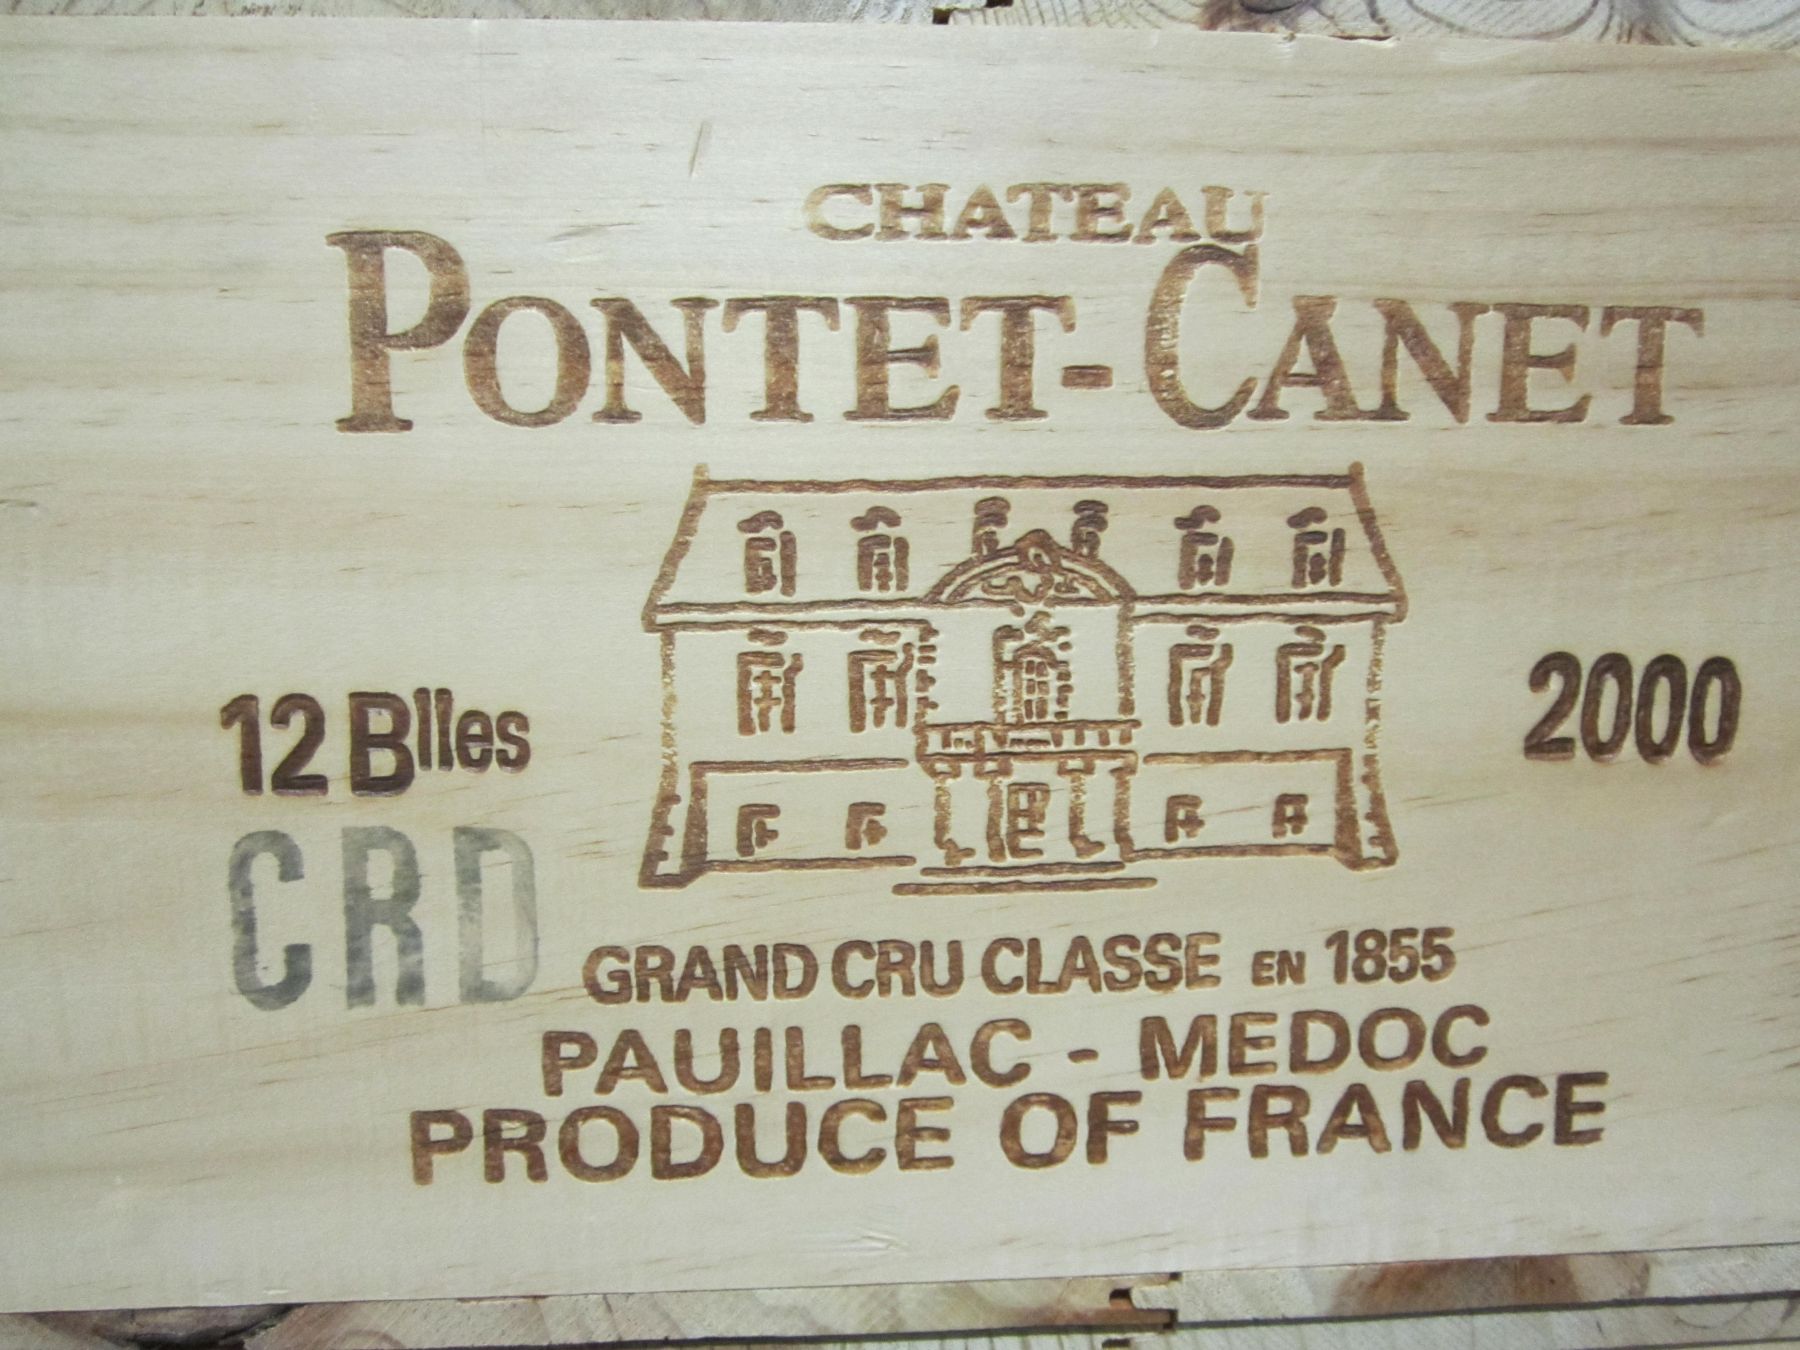 CHATEAU
PONTET-CANET
12 Blles
2000
CRD
GRAND CRU CLASSE EN 1855
PAUILLAC - MEDOC
PRODUCE OF FRANCE